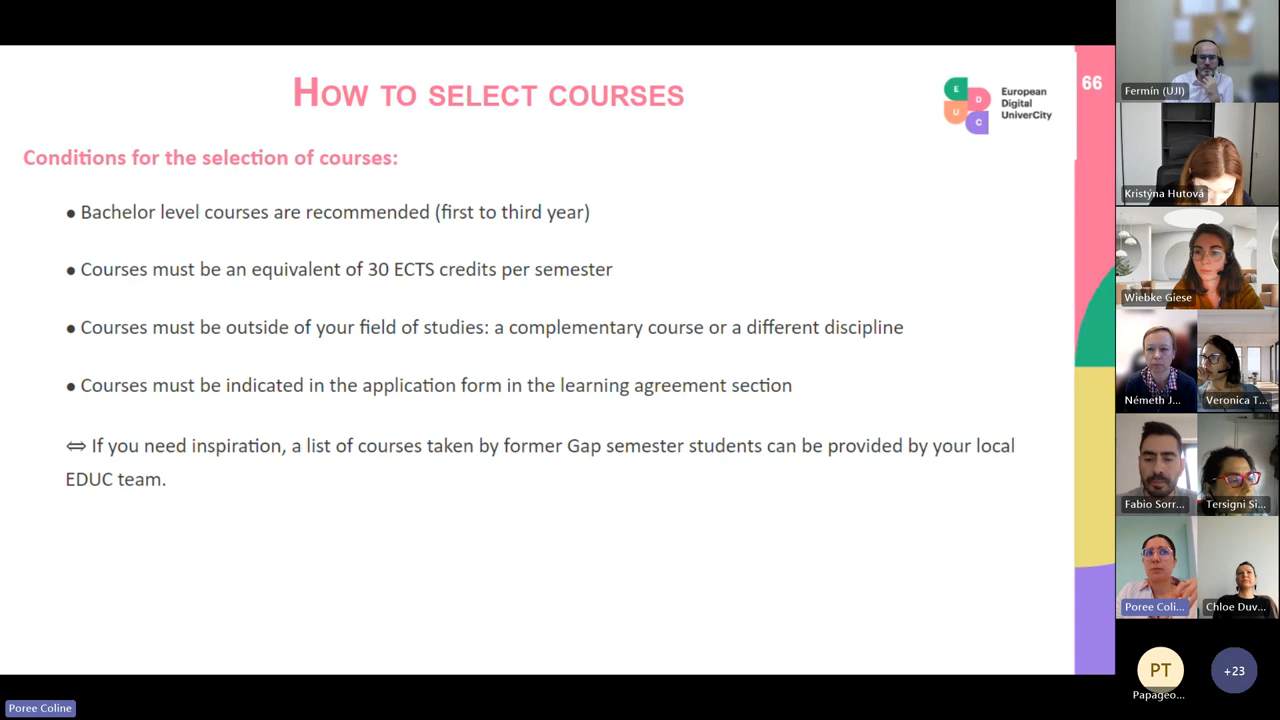 HOW TO SELECT COURSES
E
D
U
C
European
Digital
UniverCity
66
Conditions for the selection of courses:
● Bachelor level courses are recommended (first to third year)
● Courses must be an equivalent of 30 ECTS credits per semester
● Courses must be outside of your field of studies: a complementary course or a different discipline
● Courses must be indicated in the application form in the learning agreement section
⇔ If you need inspiration, a list of courses taken by former Gap semester students can be provided by your local
EDUC team.
Fermín (UJI)
Kristýna Hutová
Wiebke Giese
Németh J...
Veronica T...
Fabio Sorr...
Tersigni Si...
Poree Coli...
Chloe Duv...
PT
Papageo...
+23
Poree Coline